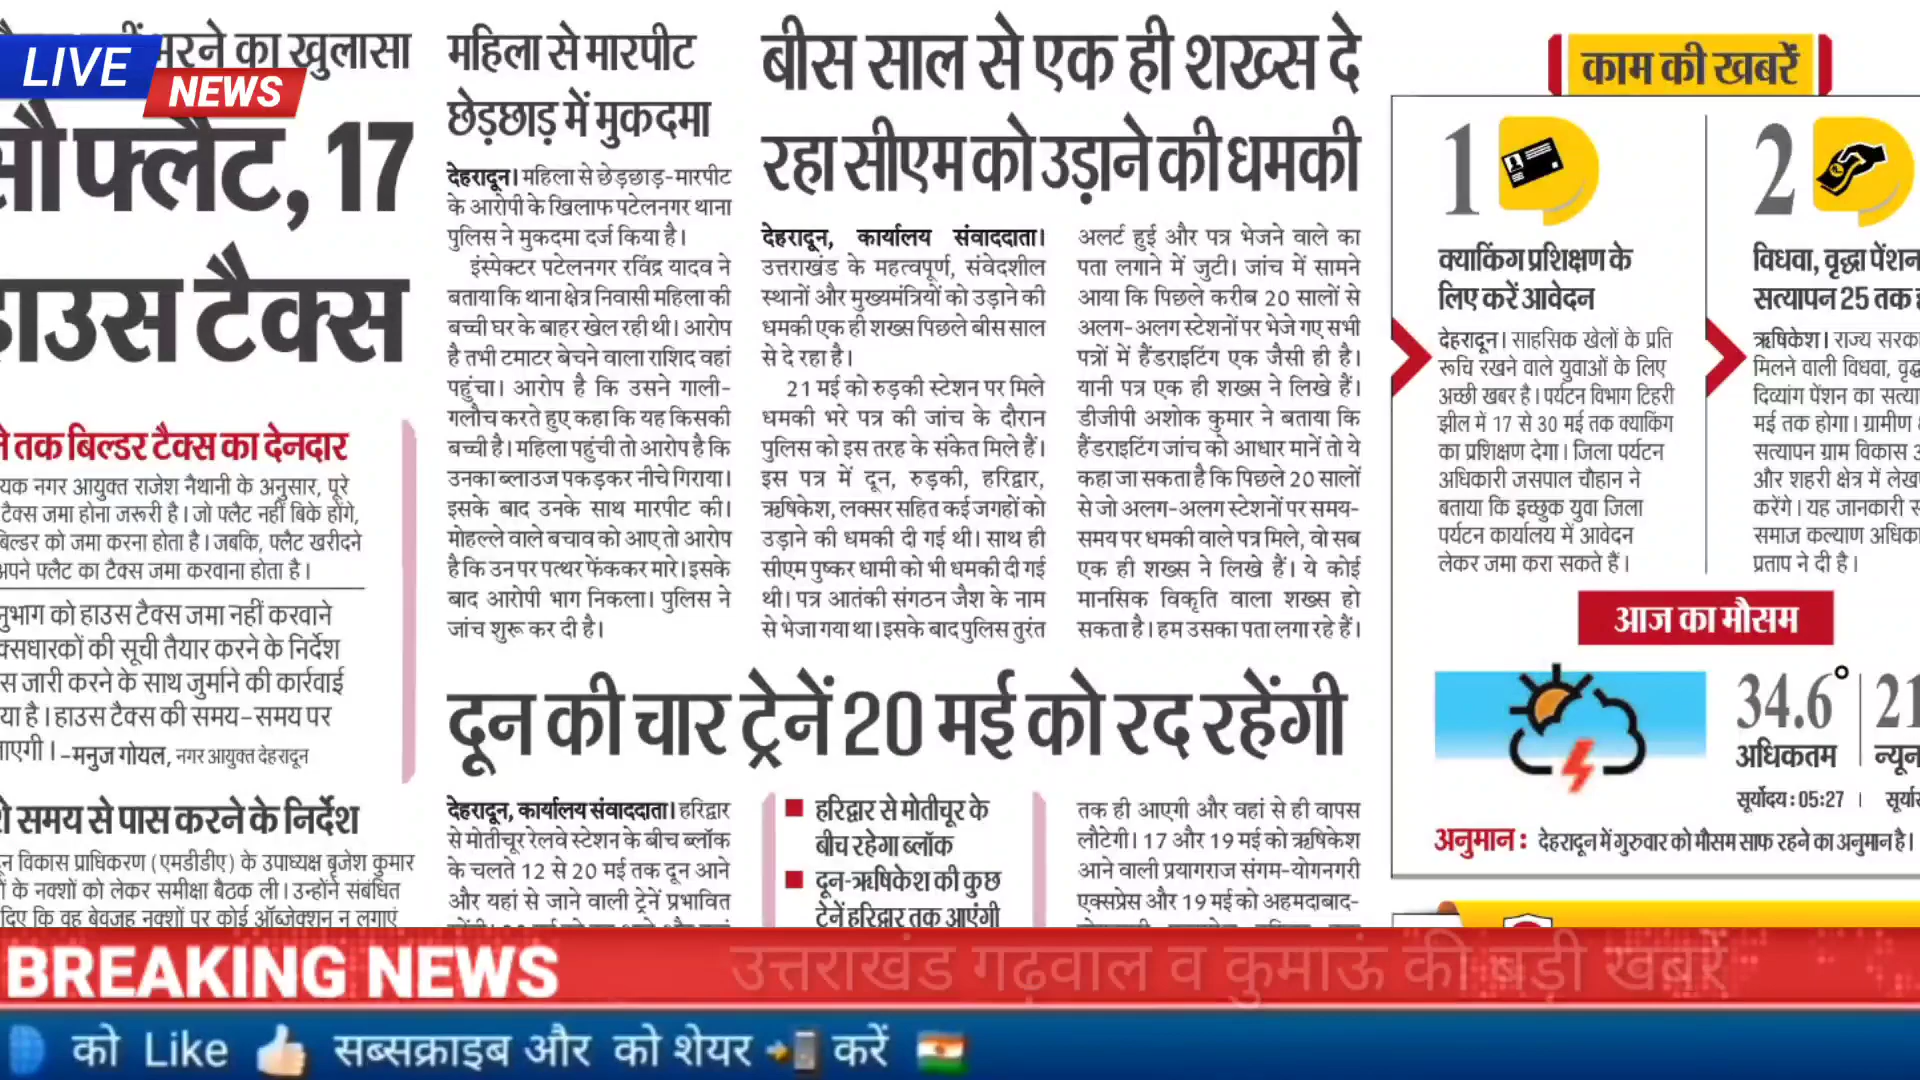 LIVE
NEWS
रने का खुलासा
सौ फ्लैट, 17
हाउस टैक्स
तक बिल्डर टैक्स का देनदार
यक नगर आयुक्त राजेश नैथानी के अनुसार, पूरे
टैक्स जमा होना जरूरी है। जो फ्लैट नहीं बिके होंगे,
बिल्डर को जमा करना होता है। जबकि, फ्लैट खरीदने
अपने फ्लैट का टैक्स जमा करवाना होता है।
नुभाग को हाउस टैक्स जमा नहीं करवाने
क्सधारकों की सूची तैयार करने के निर्देश
स जारी करने के साथ जुर्माने की कार्रवाई
या है। हाउस टैक्स की समय-समय पर
जाएगी। -मनुज गोयल, नगर आयुक्त देहरादून
समय से पास करने के निर्देश
न विकास प्राधिकरण (एमडीडीए) के उपाध्यक्ष बृजेश कुमार
के नक्शों को लेकर समीक्षा बैठक ली। उन्होंने संबंधित
दिए कि वह बेवजह नक्शों पर कोई ऑब्जेक्शन न लगाएं
महिला से मारपीट
छेड़छाड़ में मुकदमा
देहरादून। महिला से छेड़छाड़-मारपीट
के आरोपी के खिलाफ पटेलनगर थाना
पुलिस ने मुकदमा दर्ज किया है।
इंस्पेक्टर पटेलनगर रविंद्र यादव ने
बताया कि थाना क्षेत्र निवासी महिला की
बच्ची घर के बाहर खेल रही थी। आरोप
है तभी टमाटर बेचने वाला राशिद वहां
पहुंचा। आरोप है कि उसने गाली-
गलौच करते हुए कहा कि यह किसकी
बच्ची है। महिला पहुंची तो आरोप है कि
उनका ब्लाउज पकड़कर नीचे गिराया।
इसके बाद उनके साथ मारपीट की।
मोहल्ले वाले बचाव को आए तो आरोप
है कि उन पर पत्थर फेंककर मारे। इसके
बाद आरोपी भाग निकला। पुलिस ने
जांच शुरू कर दी है।
बीस साल से एक ही शख्स दे
रहा सीएम को उड़ाने की धमकी
देहरादून, कार्यालय संवाददाता।
उत्तराखंड के महत्वपूर्ण, संवेदशील
स्थानों और मुख्यमंत्रियों को उड़ाने की
धमकी एक ही शख्स पिछले बीस साल
से दे रहा है।
21 मई को रुड़की स्टेशन पर मिले
धमकी भरे पत्र की जांच के दौरान
पुलिस को इस तरह के संकेत मिले हैं।
इस पत्र में दून, रुड़की, हरिद्वार,
ऋषिकेश, लक्सर सहित कई जगहों को
उड़ाने की धमकी दी गई थी। साथ ही
सीएम पुष्कर धामी को भी धमकी दी गई
थी। पत्र आतंकी संगठन जैश के नाम
से भेजा गया था। इसके बाद पुलिस तुरंत
अलर्ट हुई और पत्र भेजने वाले का
पता लगाने में जुटी। जांच में सामने
आया कि पिछले करीब 20 सालों से
अलग-अलग स्टेशनों पर भेजे गए सभी
पत्रों में हैंडराइटिंग एक जैसी ही है।
यानी पत्र एक ही शख्स ने लिखे हैं।
डीजीपी अशोक कुमार ने बताया कि
हैंडराइटिंग जांच को आधार मानें तो ये
कहा जा सकता है कि पिछले 20 सालों
से जो अलग-अलग स्टेशनों पर समय-
समय पर धमकी वाले पत्र मिले, वो सब
एक ही शख्स ने लिखे हैं। ये कोई
मानसिक विकृति वाला शख्स हो
सकता है। हम उसका पता लगा रहे हैं।
दून की चार ट्रेनें 20 मई को रद रहेंगी
देहरादून, कार्यालय संवाददाता। हरिद्वार
से मोतीचूर रेलवे स्टेशन के बीच ब्लॉक
के चलते 12 से 20 मई तक दून आने
और यहां से जाने वाली ट्रेनें प्रभावित
हरिद्वार से मोतीचूर के
बीच रहेगा ब्लॉक
दून-ऋषिकेश की कुछ
ट्रेनें हरिद्वार तक आएंगी
तक ही आएगी और वहां से ही वापस
लौटेगी। 17 और 19 मई को ऋषिकेश
आने वाली प्रयागराज संगम-योगनगरी
एक्सप्रेस और 19 मई को अहमदाबाद-
काम की खबरें
1
क्याकिंग प्रशिक्षण के
लिए करें आवेदन
देहरादून। साहसिक खेलों के प्रति
रूचि रखने वाले युवाओं के लिए
अच्छी खबर है। पर्यटन विभाग टिहरी
झील में 17 से 30 मई तक क्याकिंग
का प्रशिक्षण देगा। जिला पर्यटन
अधिकारी जसपाल चौहान ने
बताया कि इच्छुक युवा जिला
पर्यटन कार्यालय में आवेदन
लेकर जमा करा सकते हैं।
2
विधवा, वृद्धा पेंशन
सत्यापन 25 तक
ऋषिकेश। राज्य सरका
मिलने वाली विधवा, वृद्ध
दिव्यांग पेंशन का सत्या
मई तक होगा। ग्रामीण
सत्यापन ग्राम विकास
और शहरी क्षेत्र में लेख
करेंगे। यह जानकारी स
समाज कल्याण अधिका
प्रताप ने दी है।
आज का मौसम
34.6°
अधिकतम
21
न्यून
सूर्योदय : 05:27 । सूर्यास
अनुमान : देहरादून में गुरुवार को मौसम साफ रहने का अनुमान है।
BREAKING NEWS
उत्तराखंड गढ़वाल व कुमाऊं की बड़ी खबरें
को Like 👍🏻 सब्सक्राइब और को शेयर 📲 करें 🇮🇳